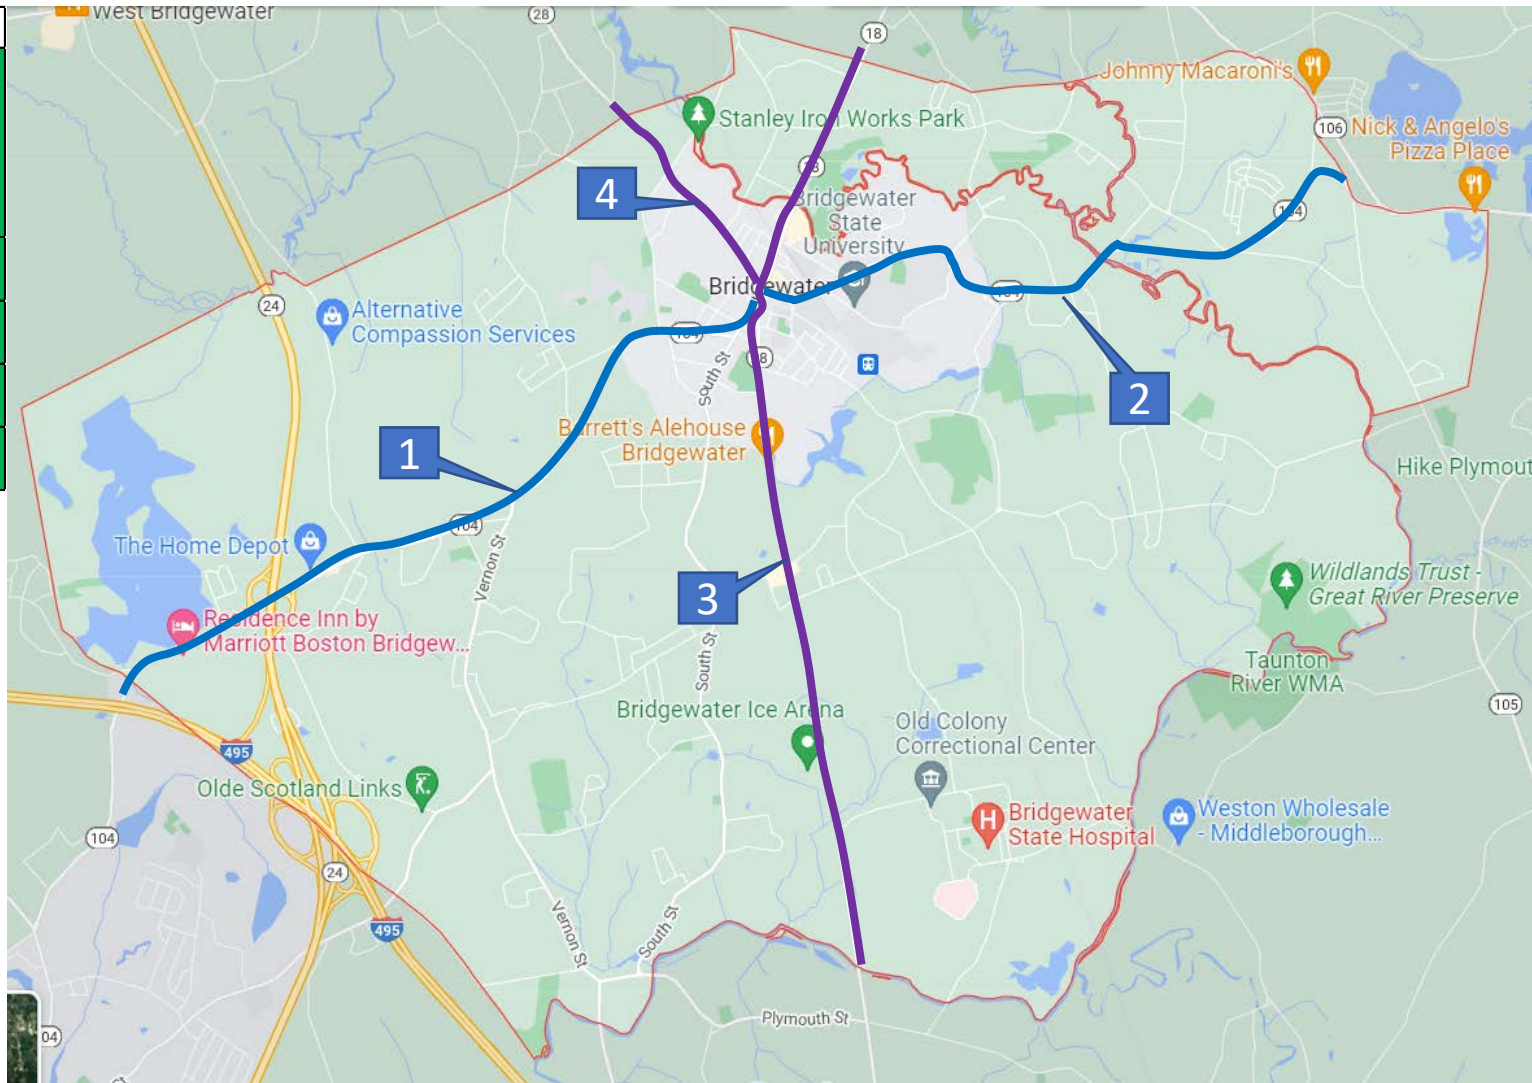 West Bridgewater
28
18
Johnny Macaroni's
Stanley Iron Works Park
106
Nick & Angelo's
Pizza Place
4
Bridgewater
State
University
104
24
Bridgewater
Alternative
Compassion Services
104
104
South St
2
Barrett's Alehouse
Bridgewater
1
Hike Plymout
104
The Home Depot
Vernon St
3
Wildlands Trust -
Great River Preserve
Residence Inn by
Marriott Boston Bridgew...
South St
Taunton
River WMA
105
Bridgewater Ice Arena
Old Colony
Correctional Center
495
Olde Scotland Links
Bridgewater
State Hospital
H
Weston Wholesale
- Middleborough...
104
24
495
Vernon St
South St
Plymouth St
04